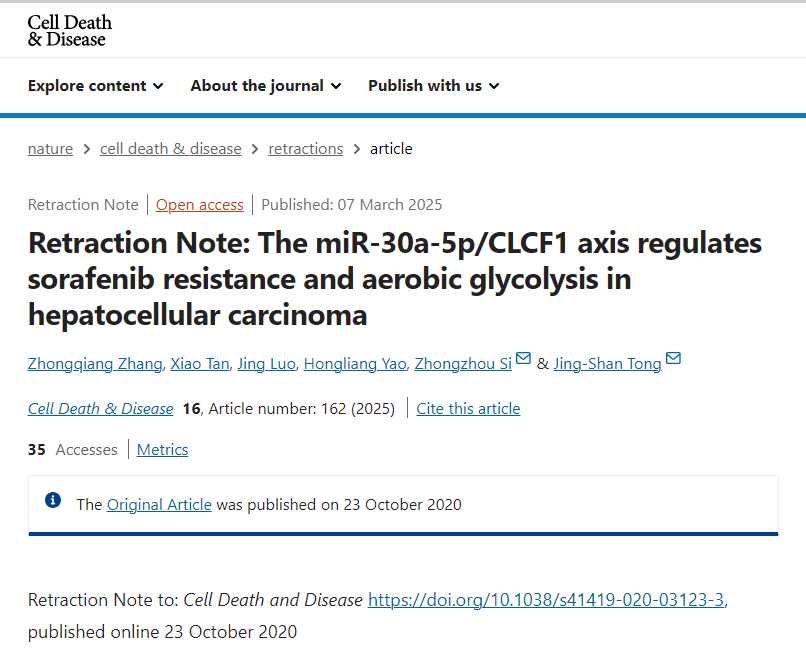 Cell Death
& Disease
Explore content About the journal Publish with us
nature > cell death & disease > retractions > article
Retraction Note | Open access | Published: 07 March 2025
Retraction Note: The miR-30a-5p/CLCF1 axis regulates
sorafenib resistance and aerobic glycolysis in
hepatocellular carcinoma
Zhongqiang Zhang, Xiao Tan, Jing Luo, Hongliang Yao, Zhongzhou Si & Jing-Shan Tong
Cell Death & Disease 16, Article number: 162 (2025) | Cite this article
35 Accesses | Metrics
The Original Article was published on 23 October 2020
Retraction Note to: Cell Death and Disease https://doi.org/10.1038/s41419-020-03123-3,
published online 23 October 2020